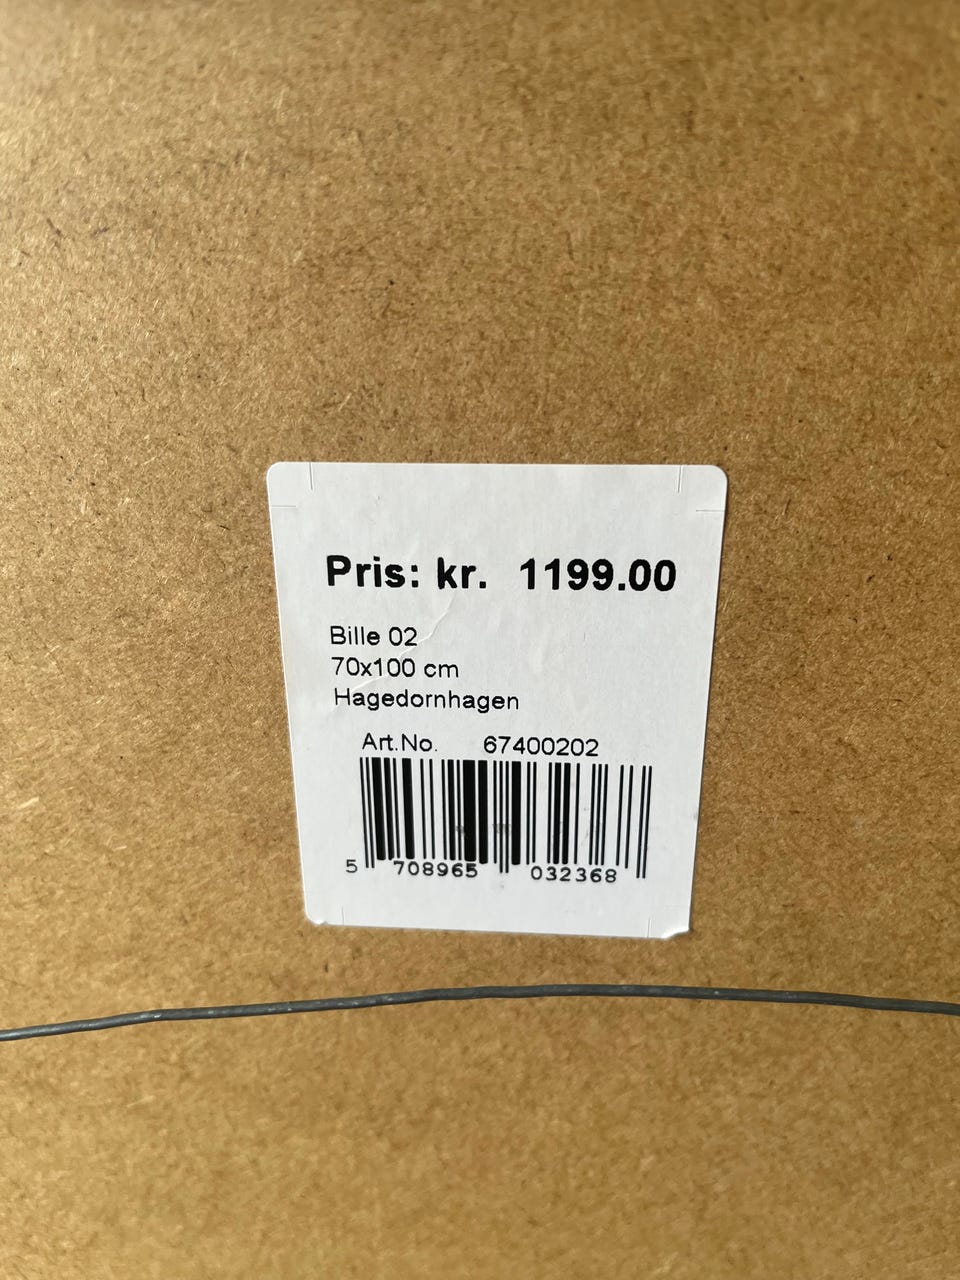 Pris: kr. 1199.00
Bille 02
70x100 cm
Hagedornhagen
Art.No. 67400202
5 708965 032368